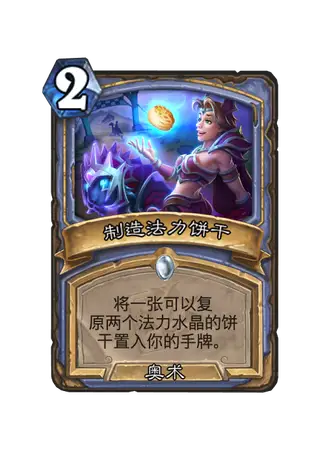 2
制造法力饼干
将一张可以复
原两个法力水晶的饼
干置入你的手牌。
奥术